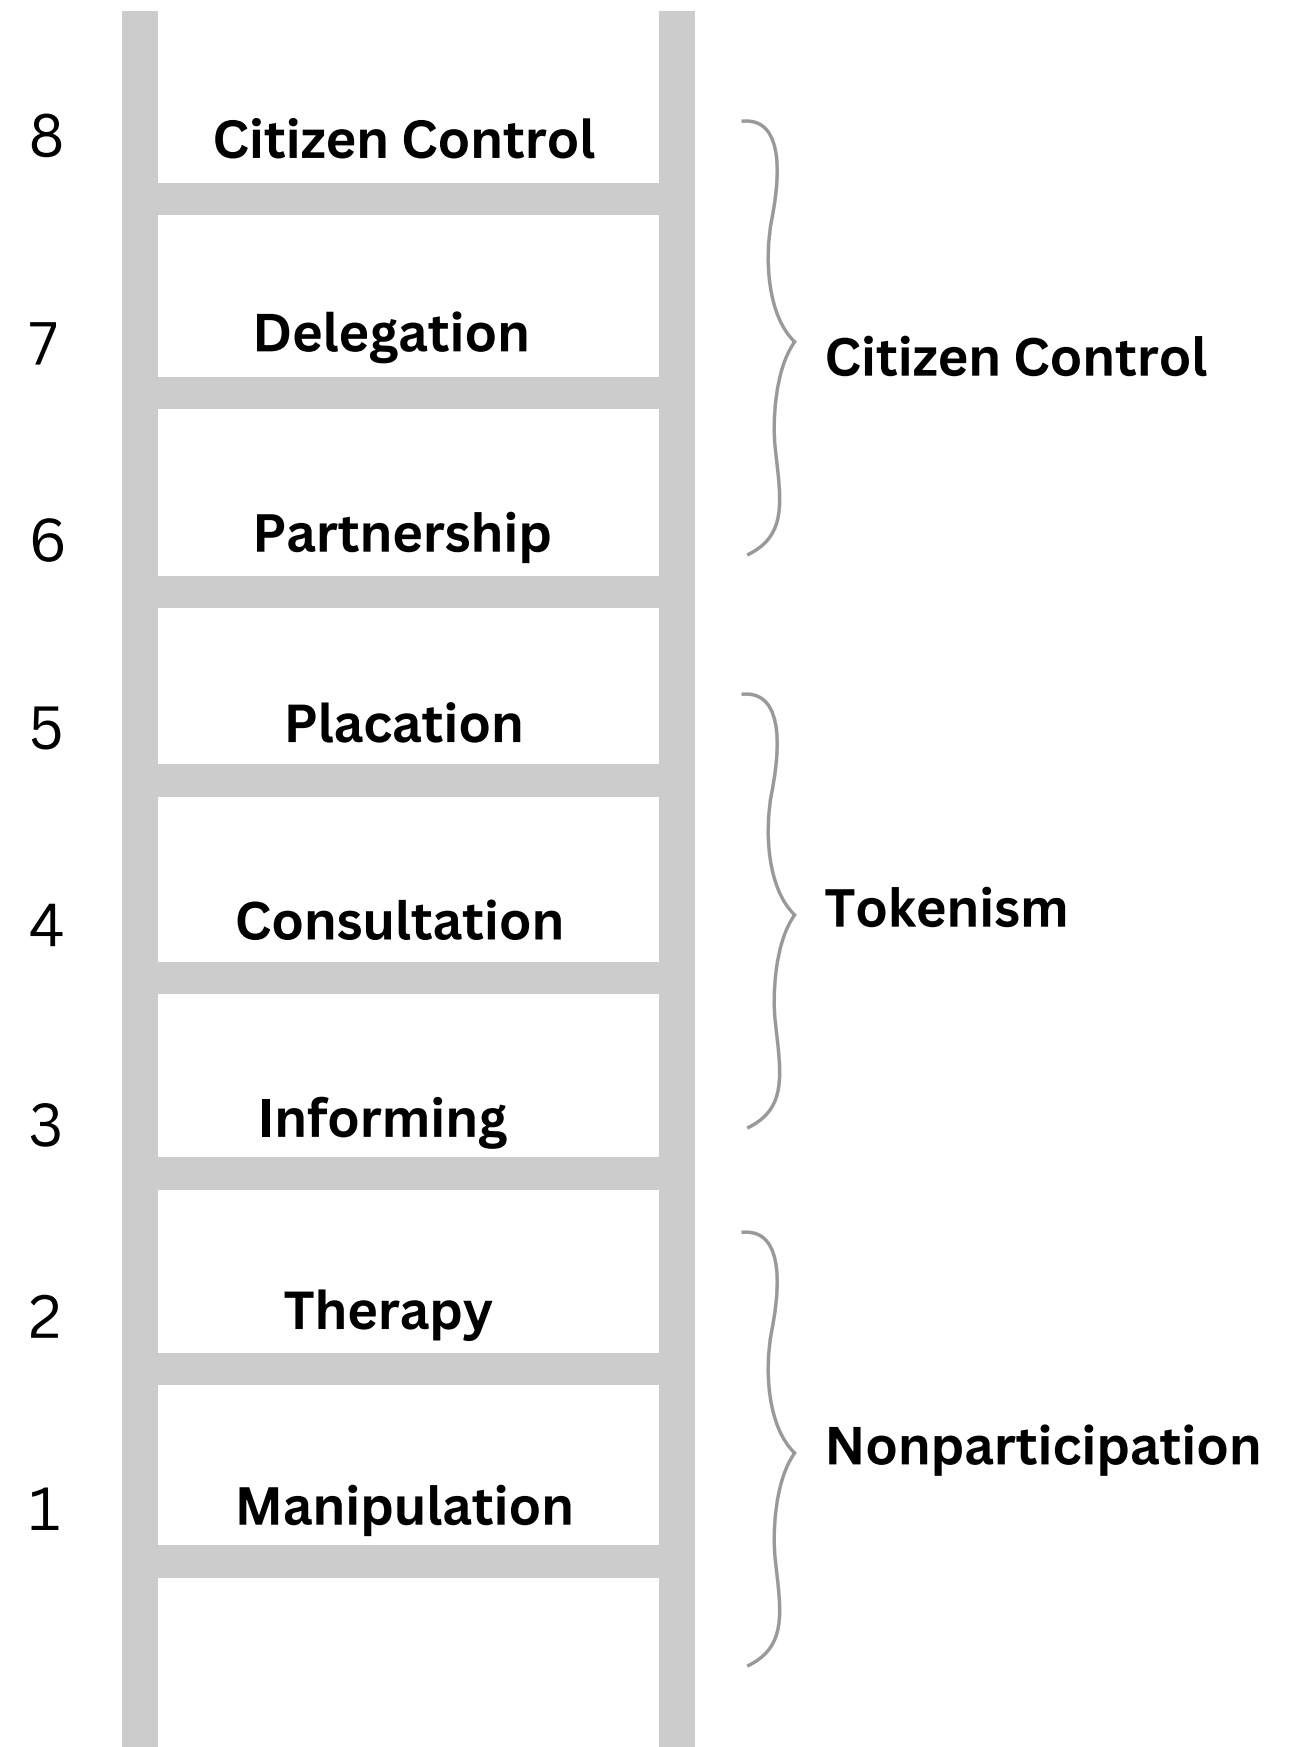 8
Citizen Control
7
Delegation
Citizen Control
6
Partnership
5
Placation
4
Consultation
Tokenism
3
Informing
2
Therapy
Nonparticipation
1
Manipulation